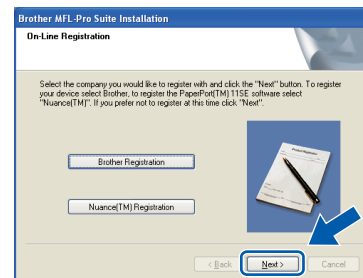 Brother MFL-Pro Suite Installation
On-Line Registration
Select the company you would like to register with and click the "Next" button. To register
your device select Brother, to register the PaperPort(TM) 11SE software select
"Nuance(TM)". If you prefer not to register at this time click "Next".
Brother Registration
Nuance(TM) Registration
< Back
Next >
Cancel